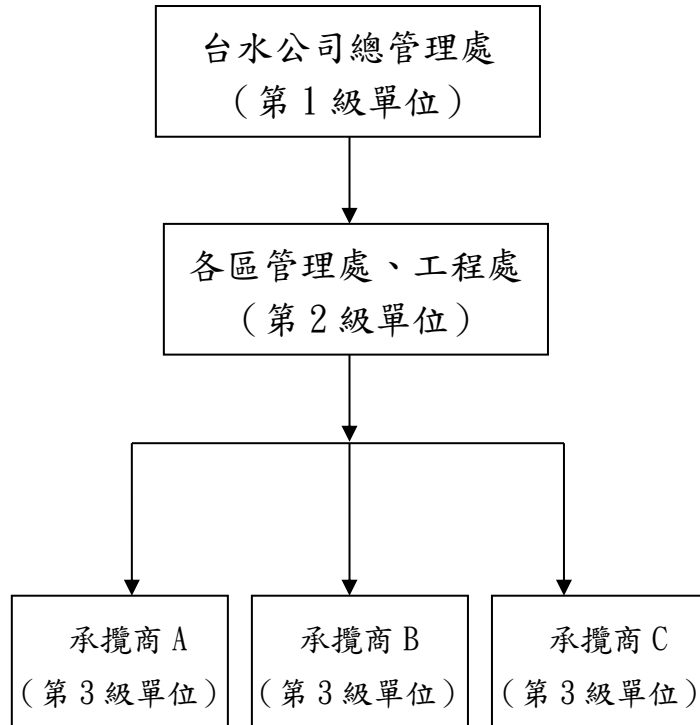 台水公司總管理處
（第1級單位）
各區管理處、工程處
（第2級單位）
承攬商A
（第3級單位）
承攬商B
（第3級單位）
承攬商C
（第3級單位）